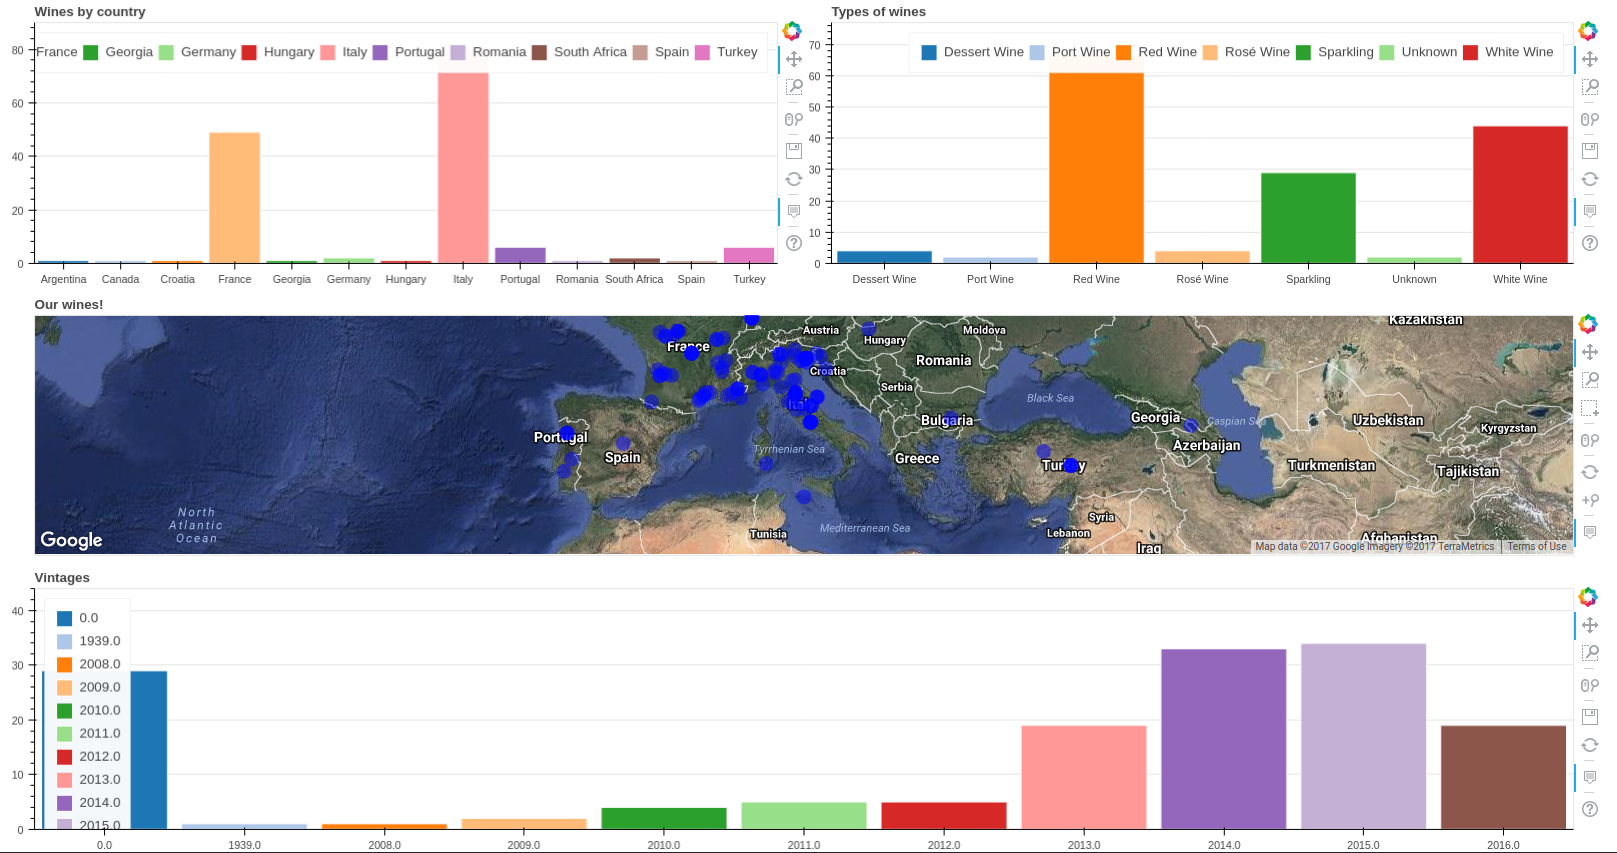 Wines by country
80
60
40
20
0
France Georgia Germany Hungary Italy Portugal Romania South Africa Spain Turkey
Argentina Canada Croatia France Georgia Germany Hungary Italy Portugal Romania South Africa Spain Turkey
Types of wines
70
60
50
40
30
20
10
0
Dessert Wine Port Wine Red Wine Rosé Wine Sparkling Unknown White Wine
Dessert Wine Port Wine Red Wine Rosé Wine Sparkling Unknown White Wine
Our wines!
Kazakhstan
Austria
Moldova
Hungary
France
Romania
Croatia
Serbia
Italy
Black Sea
Bulgaria
Georgia
Caspian Sea
Uzbekistan
Kyrgyzstan
Portugal
Azerbaijan
Tyrrhenian Sea
Spain
Greece
Turkey
Turkmenistan
Tajikistan
North
Atlantic
Ocean
Syria
Mediterranean Sea
Tunisia
Lebanon
Afghanistan
Iraq
Google
Map data ©2017 Google Imagery ©2017 TerraMetrics
Terms of Use
Vintages
40
30
20
10
0
0.0
1939.0
2008.0
2009.0
2010.0
2011.0
2012.0
2013.0
2014.0
2015.0
0.0 1939.0 2008.0 2009.0 2010.0 2011.0 2012.0 2013.0 2014.0 2015.0 2016.0